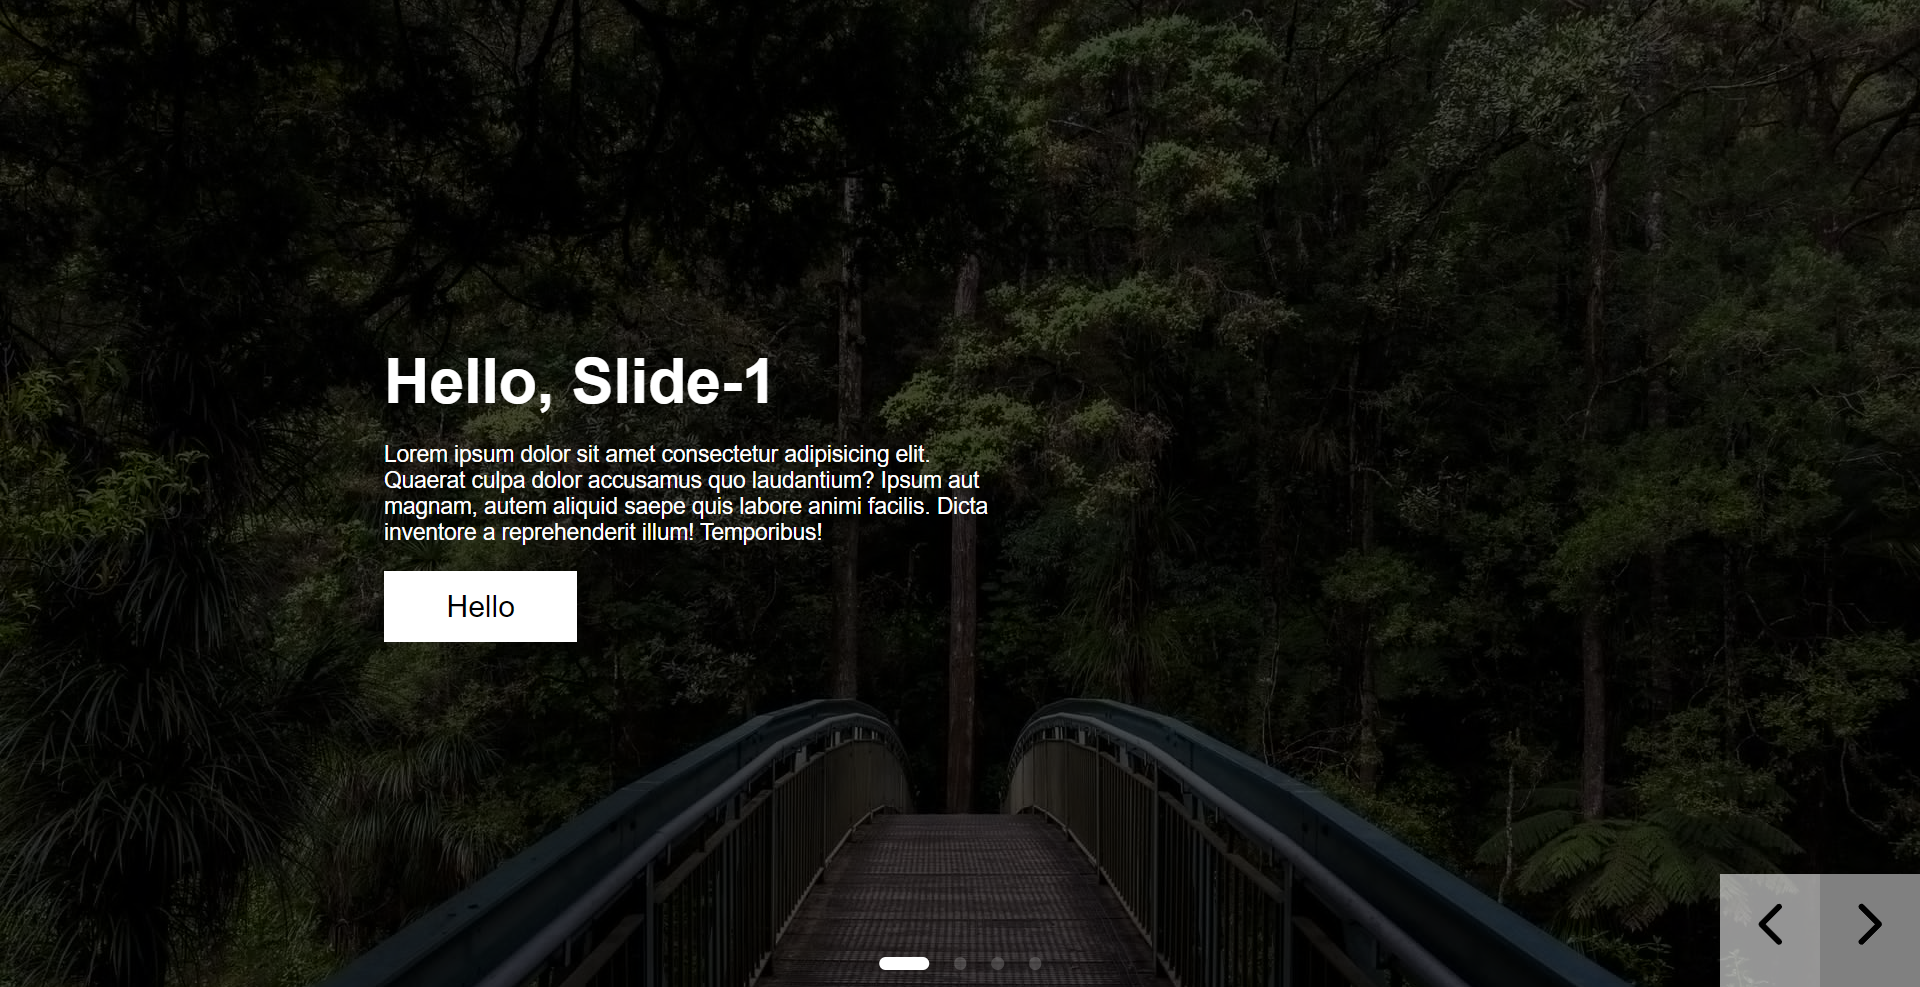 Hello, Slide-1
Lorem ipsum dolor sit amet consectetur adipisicing elit.
Quaerat culpa dolor accusamus quo laudantium? Ipsum aut
magnam, autem aliquid saepe quis labore animi facilis. Dicta
inventore a reprehenderit illum! Temporibus!
Hello